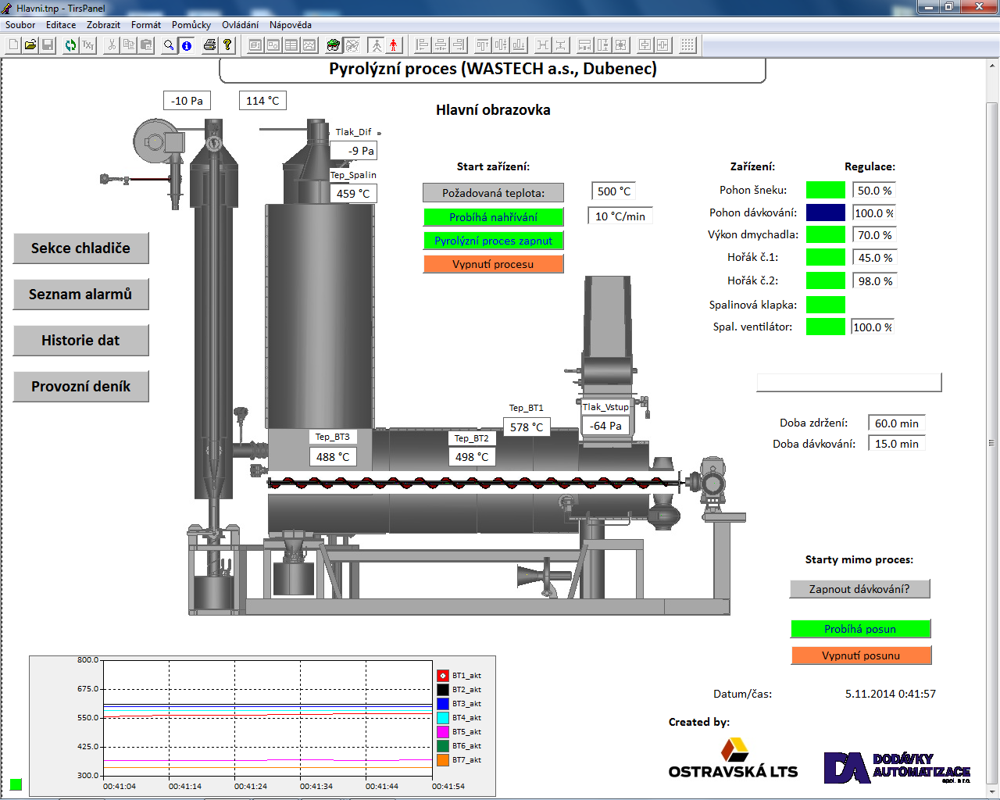 Hlavni.tnp - TirsPanel
Soubor Editace Zobrazit Formát Pomůcky Ovládání Nápověda
Pyrolýzní proces (WASTECH a.s., Dubenec)
-10 Pa
114 °C
Hlavní obrazovka
Tlak_Dif
-9 Pa
Tep_Spalin
459 °C
Start zařízení:
Požadovaná teplota:
500 °C
Probíhá nahřívání
10 °C/min
Pyrolýzní proces zapnut
Vypnutí procesu
Zařízení: Regulace:
Pohon šneku: 50.0 %
Pohon dávkování: 100.0 %
Výkon dmychadla: 70.0 %
Hořák č.1: 45.0 %
Hořák č.2: 98.0 %
Spalinová klapka:
Spal. ventilátor: 100.0 %
Sekce chladiče
Seznam alarmů
Historie dat
Provozní deník
Tep_BT1
578 °C
Tlak_Vstup
-64 Pa
Tep_BT3
488 °C
Tep_BT2
498 °C
Doba zdržení: 60.0 min
Doba dávkování: 15.0 min
Starty mimo proces:
Zapnout dávkování?
Probíhá posun
Vypnutí posunu
Datum/čas: 5.11.2014 0:41:57
Created by:
OSTRAVSKÁ LTS
DA DODÁVKY
AUTOMATIZACE
spol. s r.o.
800.0
675.0
550.0
425.0
300.0
00:41:04 00:41:14 00:41:24 00:41:34 00:41:44 00:41:54
BT1_akt
BT2_akt
BT3_akt
BT4_akt
BT5_akt
BT6_akt
BT7_akt